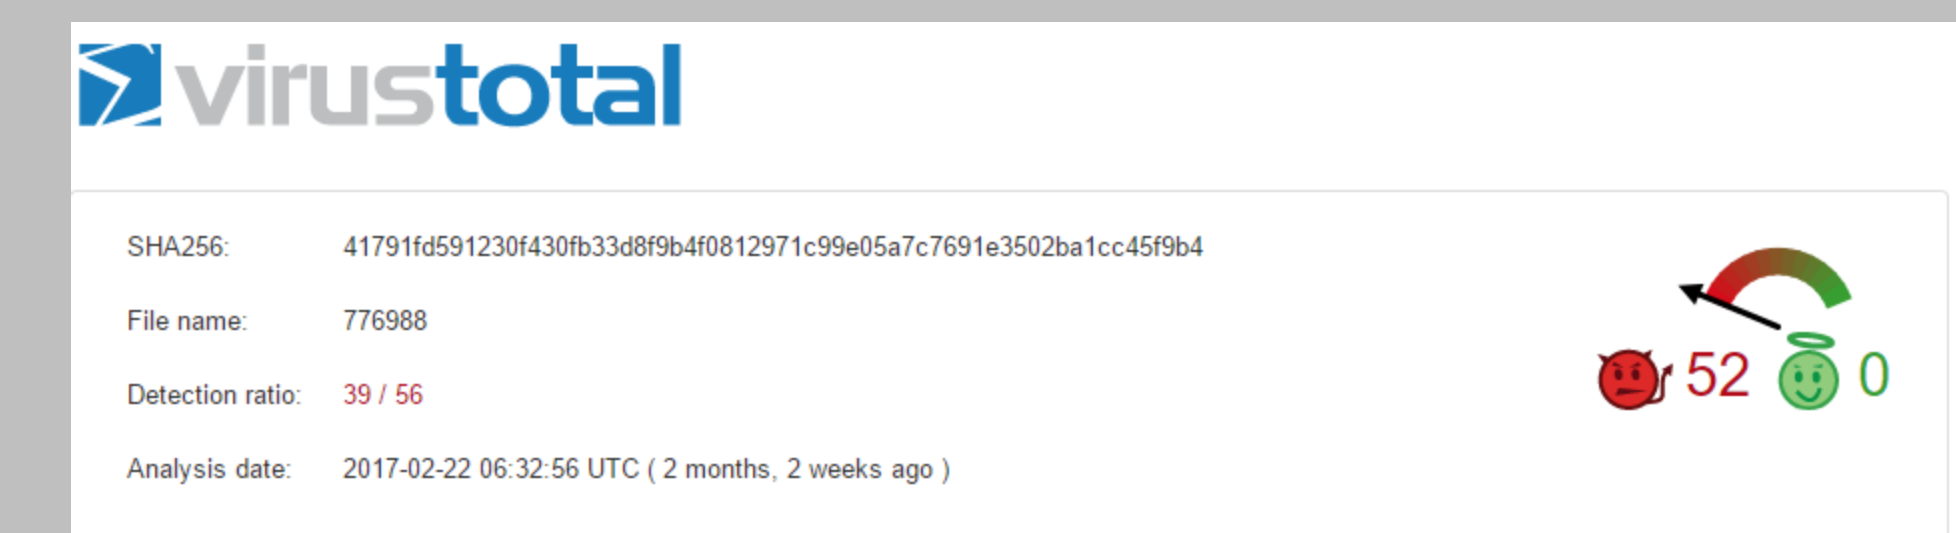 virustotal
SHA256: 41791fd591230f430fb33d8f9b4f0812971c99e05a7c7691e3502ba1cc45f9b4
File name: 776988
Detection ratio: 39 / 56
52 0
Analysis date: 2017-02-22 06:32:56 UTC ( 2 months, 2 weeks ago )